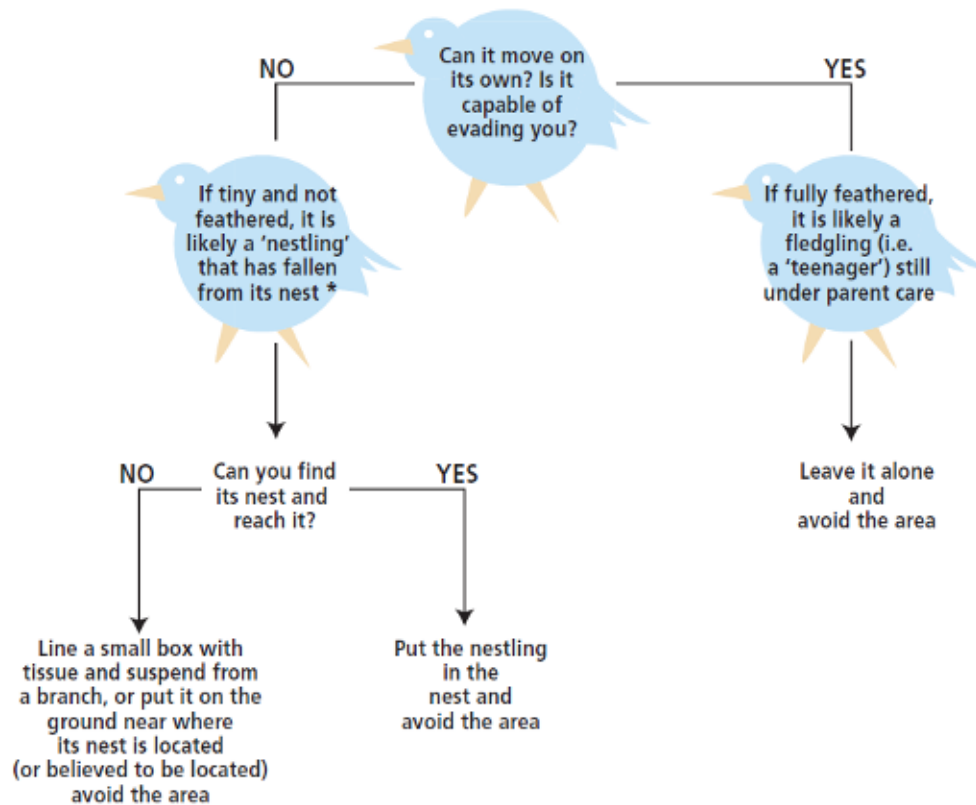 Can it move on
its own? Is it
capable of
evading you?
NO
YES
If tiny and not
feathered, it is
likely a ‘nestling’
that has fallen
from its nest *
If fully feathered,
it is likely a
fledgling (i.e.
a ‘teenager’) still
under parent care
Can you find
its nest and
reach it?
NO
YES
Leave it alone
and
avoid the area
Line a small box with
tissue and suspend from
a branch, or put it on the
ground near where
its nest is located
(or believed to be located)
avoid the area
Put the nestling
in the
nest and
avoid the area